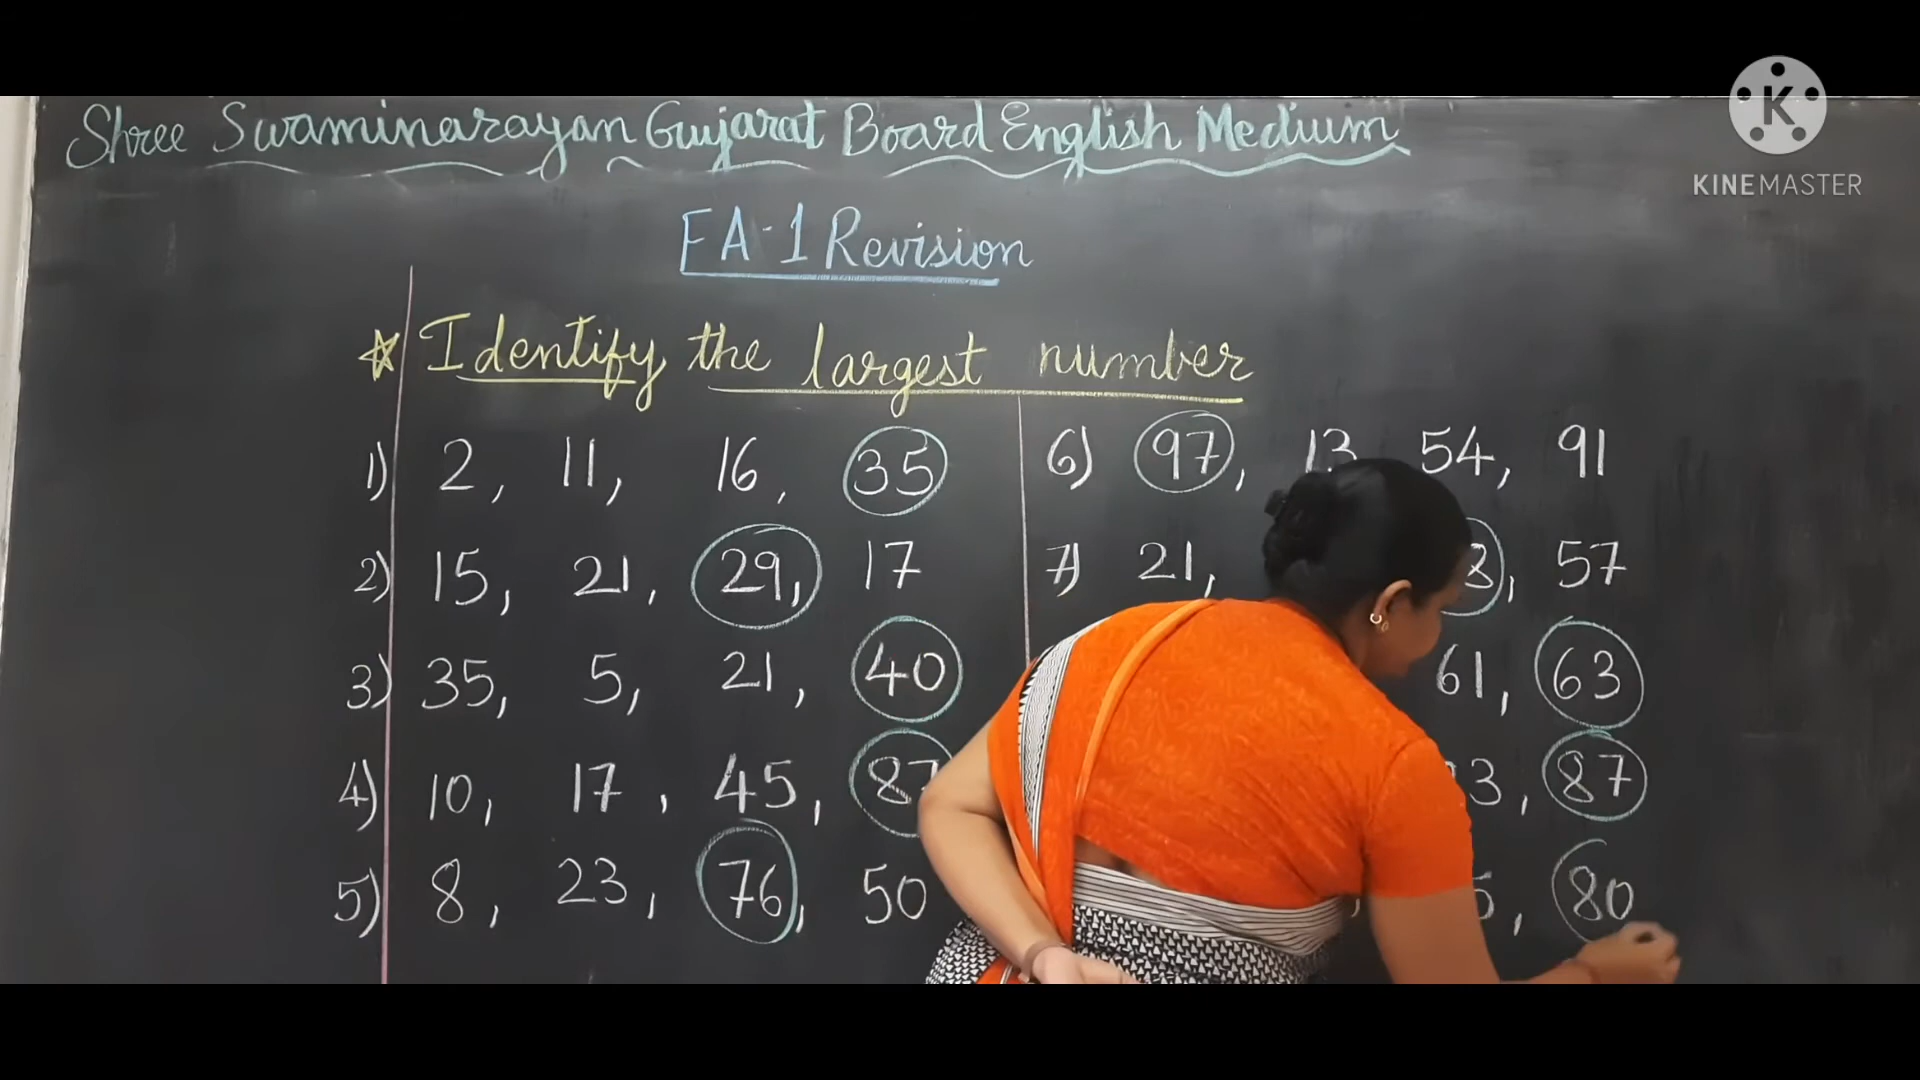 Shree Swaminarayan Gujarat Board English Medium
FA-1 Revision
☆ Identify the largest number
1) 2, 11, 16, 35
2) 15, 21, 29, 17
3) 35, 5, 21, 40
4) 10, 17, 45, 87
5) 8, 23, 76, 50
6) 97, 13, 54, 91
7) 21, 57
61, 63
87
80
KINEMASTER